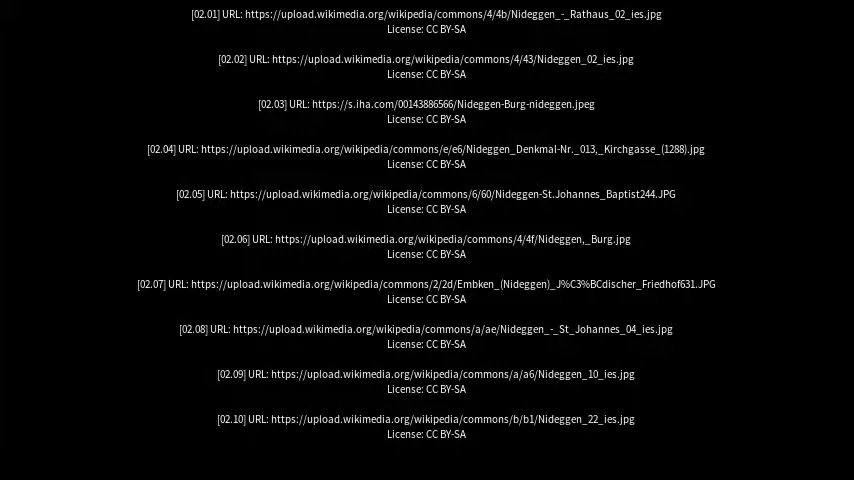 [02.01] URL: https://upload.wikimedia.org/wikipedia/commons/4/4b/Nideggen_-_Rathaus_02_ies.jpg
License: CC BY-SA
[02.02] URL: https://upload.wikimedia.org/wikipedia/commons/4/43/Nideggen_02_ies.jpg
License: CC BY-SA
[02.03] URL: https://s.iha.com/00143886566/Nideggen-Burg-nideggen.jpeg
License: CC BY-SA
[02.04] URL: https://upload.wikimedia.org/wikipedia/commons/e/e6/Nideggen_Denkmal-Nr._013,_Kirchgasse_(1288).jpg
License: CC BY-SA
[02.05] URL: https://upload.wikimedia.org/wikipedia/commons/6/60/Nideggen-St.Johannes_Baptist244.JPG
License: CC BY-SA
[02.06] URL: https://upload.wikimedia.org/wikipedia/commons/4/4f/Nideggen,_Burg.jpg
License: CC BY-SA
[02.07] URL: https://upload.wikimedia.org/wikipedia/commons/2/2d/Embken_(Nideggen)_J%C3%BCdischer_Friedhof631.JPG
License: CC BY-SA
[02.08] URL: https://upload.wikimedia.org/wikipedia/commons/a/ae/Nideggen_-_St_Johannes_04_ies.jpg
License: CC BY-SA
[02.09] URL: https://upload.wikimedia.org/wikipedia/commons/a/a6/Nideggen_10_ies.jpg
License: CC BY-SA
[02.10] URL: https://upload.wikimedia.org/wikipedia/commons/b/b1/Nideggen_22_ies.jpg
License: CC BY-SA